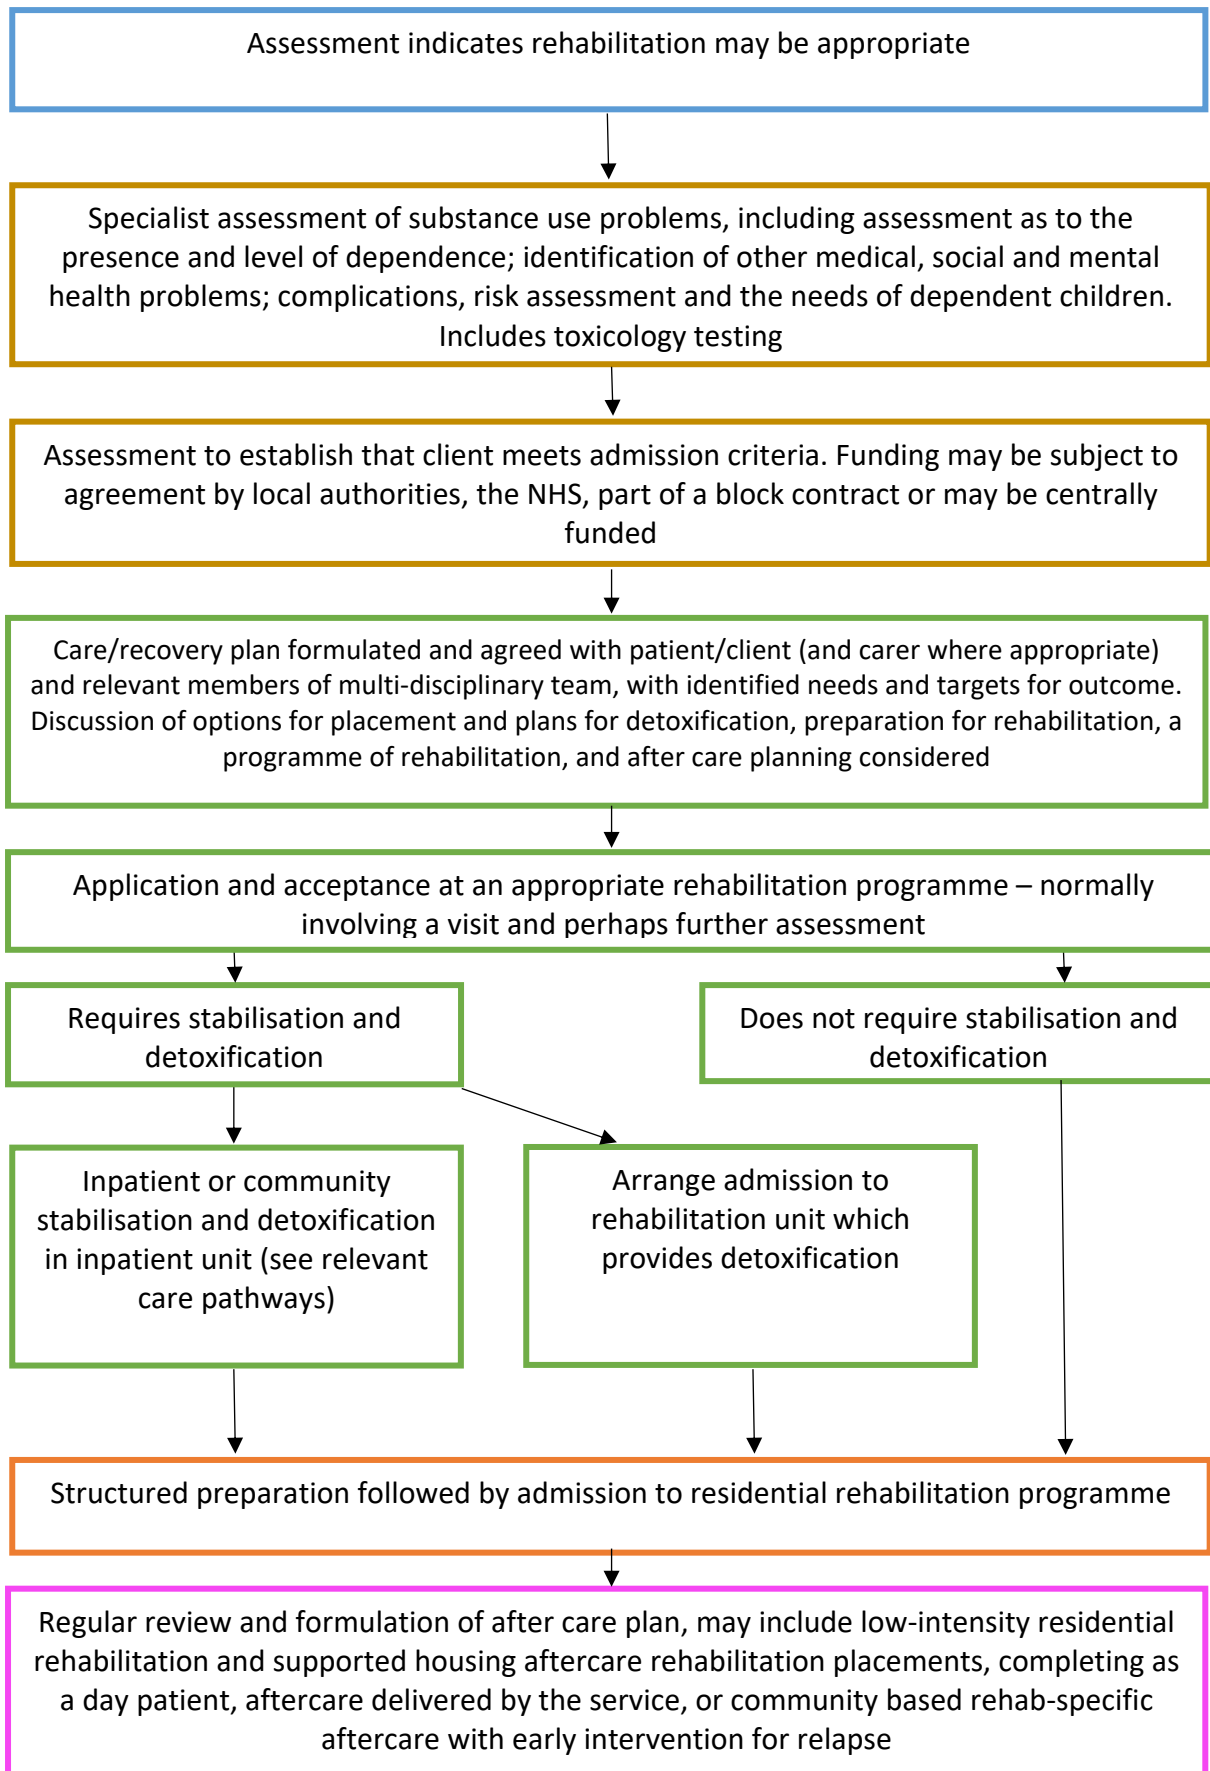 Assessment indicates rehabilitation may be appropriate
Specialist assessment of substance use problems, including assessment as to the
presence and level of dependence; identification of other medical, social and mental
health problems; complications, risk assessment and the needs of dependent children.
Includes toxicology testing
Assessment to establish that client meets admission criteria. Funding may be subject to
agreement by local authorities, the NHS, part of a block contract or may be centrally
funded
Care/recovery plan formulated and agreed with patient/client (and carer where appropriate)
and relevant members of multi-disciplinary team, with identified needs and targets for outcome.
Discussion of options for placement and plans for detoxification, preparation for rehabilitation, a
programme of rehabilitation, and after care planning considered
Application and acceptance at an appropriate rehabilitation programme – normally
involving a visit and perhaps further assessment
Requires stabilisation and
detoxification
Does not require stabilisation and
detoxification
Inpatient or community
stabilisation and detoxification
in inpatient unit (see relevant
care pathways)
Arrange admission to
rehabilitation unit which
provides detoxification
Structured preparation followed by admission to residential rehabilitation programme
Regular review and formulation of after care plan, may include low-intensity residential
rehabilitation and supported housing aftercare rehabilitation placements, completing as
a day patient, aftercare delivered by the service, or community based rehab-specific
aftercare with early intervention for relapse